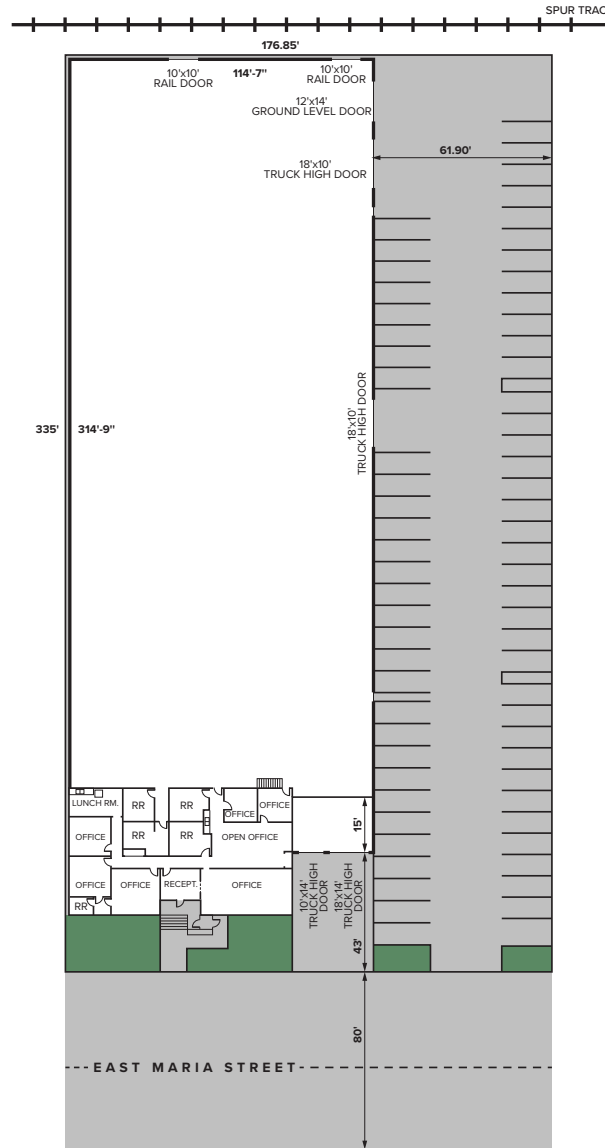 SPUR TRAC
176.85'
10'x10'
RAIL DOOR
114'-7"
10'x10'
RAIL DOOR
12'x14'
GROUND LEVEL DOOR
61.90'
18'x10'
TRUCK HIGH DOOR
18'x10'
TRUCK HIGH DOOR
335'
314'-9"
LUNCH RM.
RR
RR
OFFICE
OFFICE
OFFICE
RR
RR
OPEN OFFICE
15'
OFFICE
OFFICE
RECEPT.
OFFICE
RR
10'x14'
TRUCK HIGH
DOOR
18'x14'
TRUCK HIGH
DOOR
43'
80'
EAST MARIA STREET